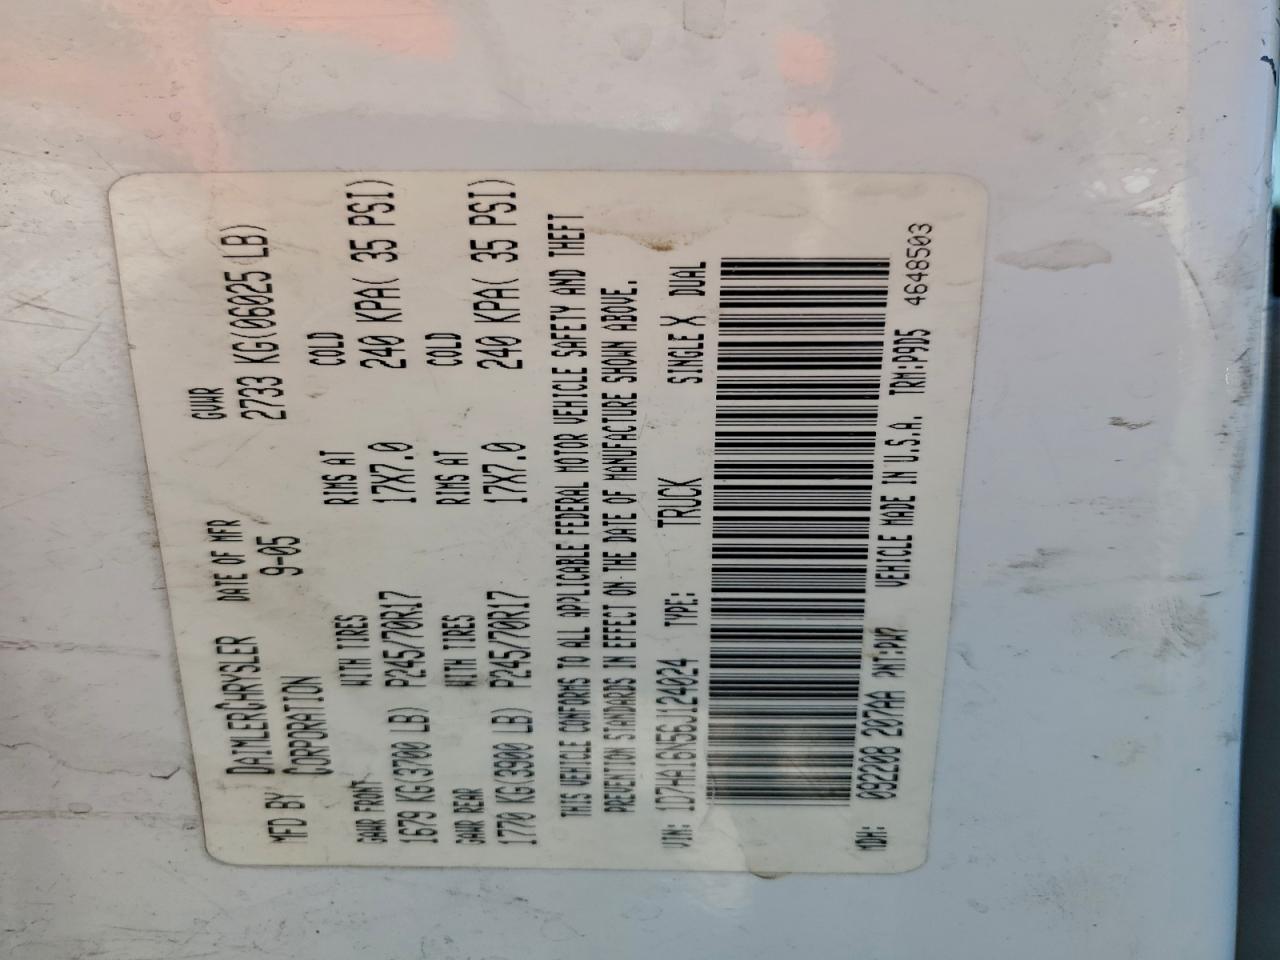 MFD BY DAIMLERCHRYSLER CORPORATION DATE OF MFR 9-05 GVWR 2733 KG(06025 LB)
GAWR FRONT WITH TIRES RIMS AT COLD
1679 KG(3700 LB) P245/70R17 17X7.0 240 KPA( 35 PSI)
GAWR REAR WITH TIRES RIMS AT COLD
1770 KG(3900 LB) P245/70R17 17X7.0 240 KPA( 35 PSI)
THIS VEHICLE CONFORMS TO ALL APPLICABLE FEDERAL MOTOR VEHICLE SAFETY AND THEFT
PREVENTION STANDARDS IN EFFECT ON THE DATE OF MANUFACTURE SHOWN ABOVE.
VIN: 1D7HA16N56J124024 TYPE: TRUCK SINGLE X DUAL
MDH: 092208 207AA PNT:PW7 VEHICLE MADE IN U.S.A. TRM:P9D5 4648503